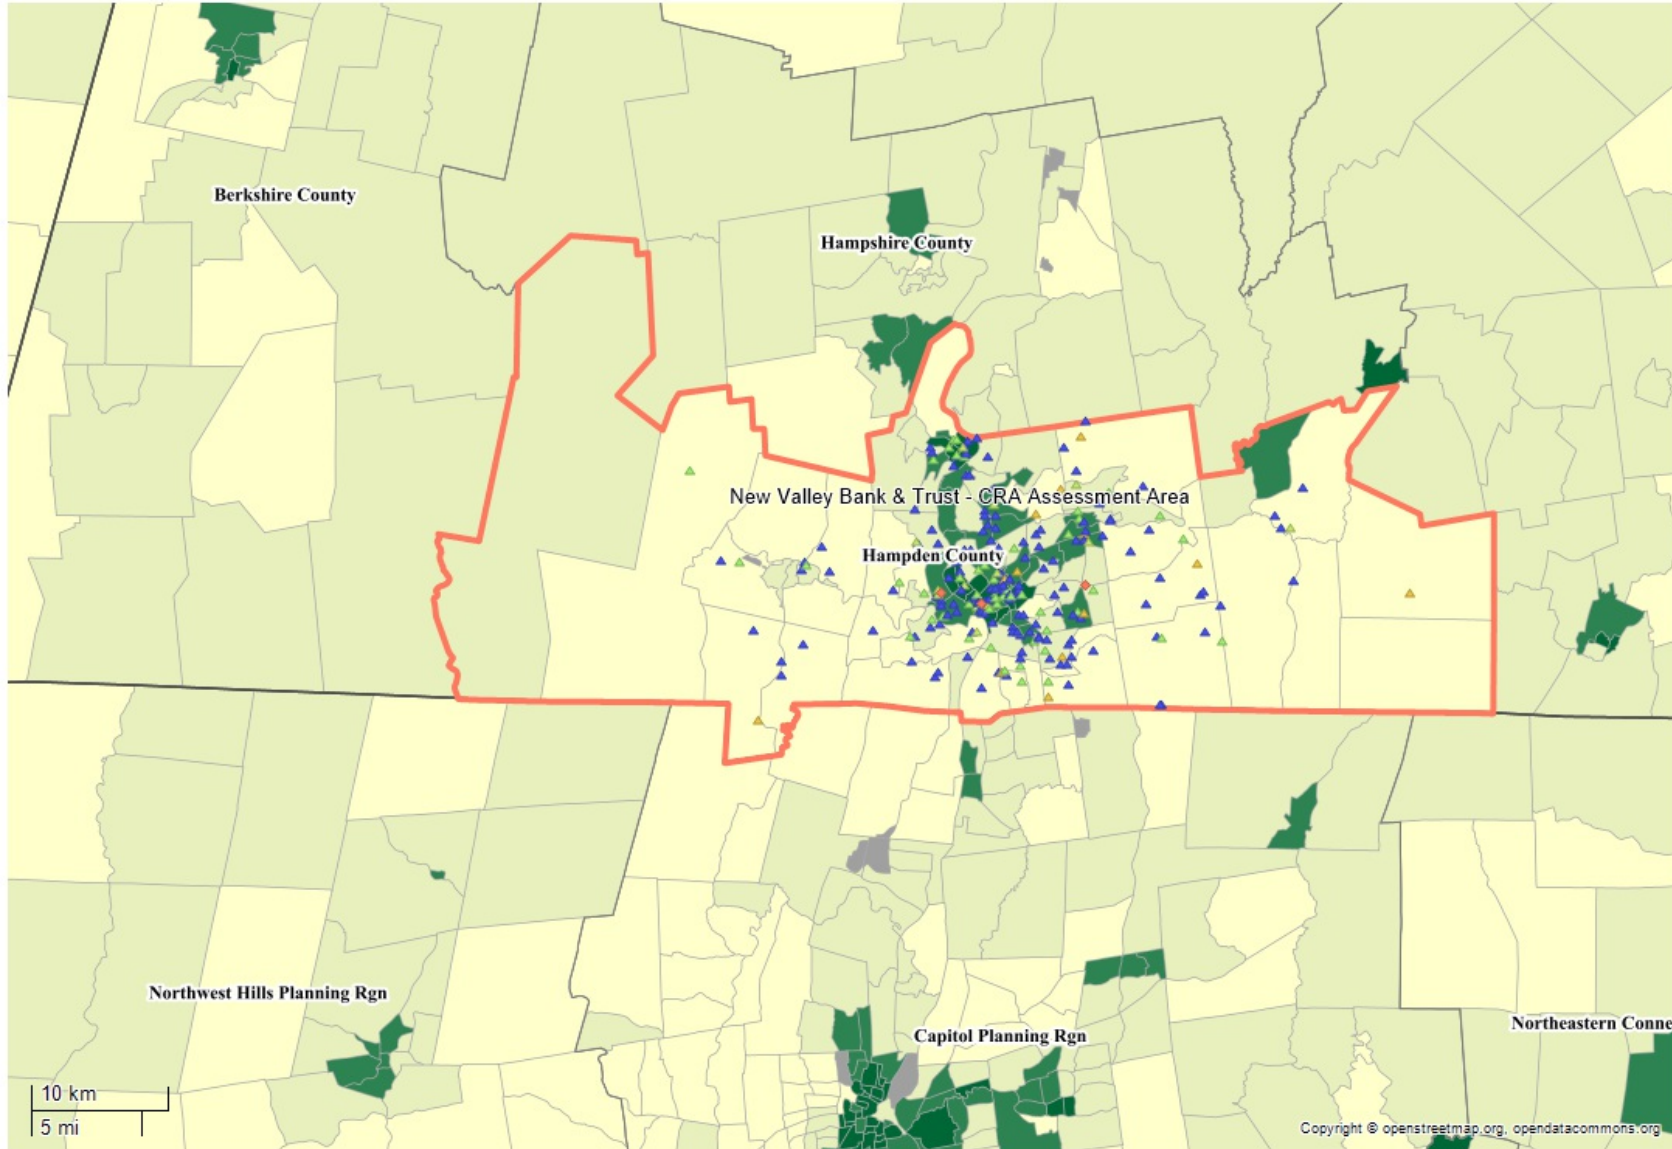 Berkshire County
Hampshire County
New Valley Bank & Trust - CRA Assessment Area
Hampden County
Northwest Hills Planning Rgn
Northeastern Conne
Capitol Planning Rgn
10 km
5 mi
Copyright © openstreetmap.org, opendatacommons.org